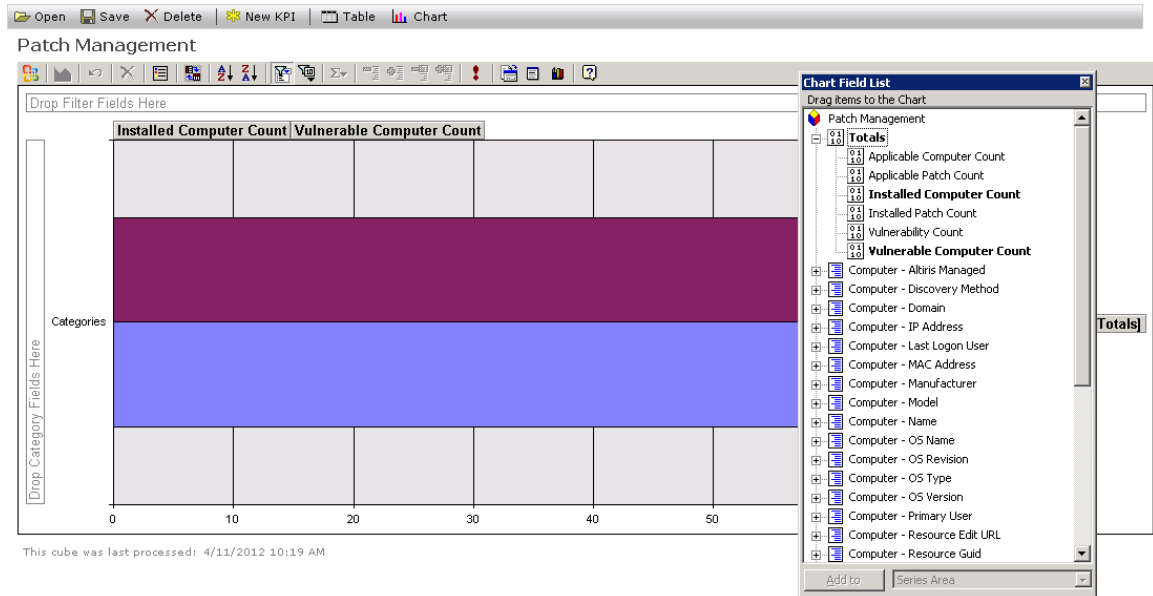 Open Save Delete New KPI Table Chart
Patch Management
Drop Filter Fields Here
Installed Computer Count Vulnerable Computer Count
Categories
Drop Category Fields Here
0 10 20 30 40 50
Totals]
This cube was last processed: 4/11/2012 10:19 AM
Chart Field List
Drag items to the Chart
Patch Management
Totals
Applicable Computer Count
Applicable Patch Count
Installed Computer Count
Installed Patch Count
Vulnerability Count
Vulnerable Computer Count
Computer - Altiris Managed
Computer - Discovery Method
Computer - Domain
Computer - IP Address
Computer - Last Logon User
Computer - MAC Address
Computer - Manufacturer
Computer - Model
Computer - Name
Computer - OS Name
Computer - OS Revision
Computer - OS Type
Computer - OS Version
Computer - Primary User
Computer - Resource Edit URL
Computer - Resource Guid
Add to Series Area